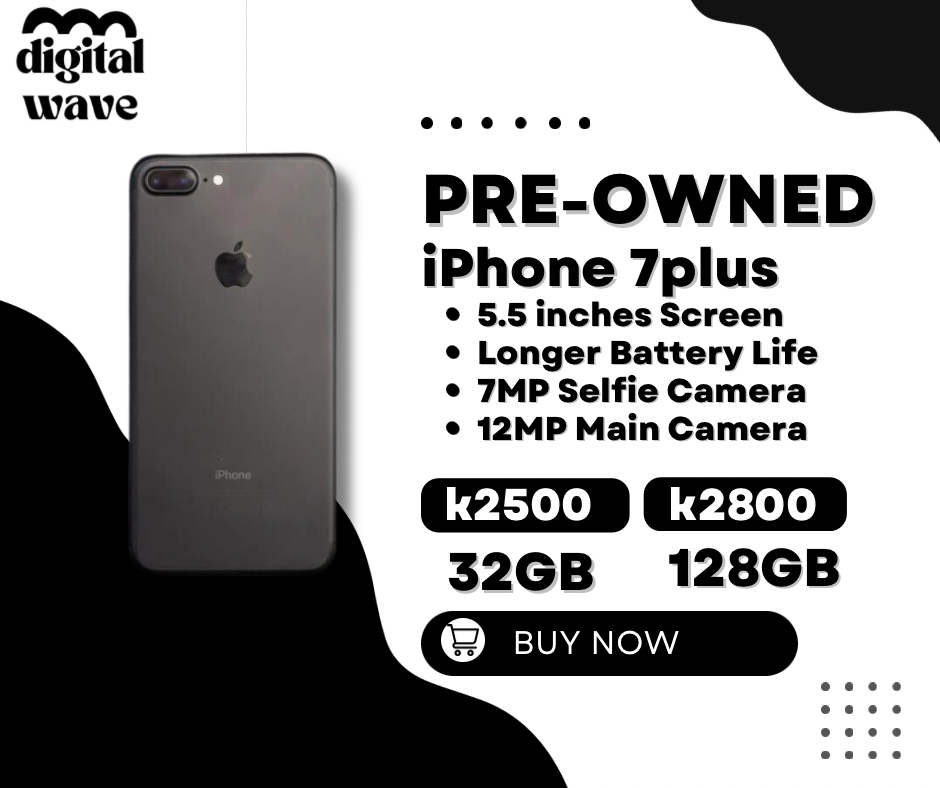 digital
wave
PRE-OWNED
iPhone 7plus
• 5.5 inches Screen
• Longer Battery Life
• 7MP Selfie Camera
• 12MP Main Camera
iPhone
k2500 k2800
32GB 128GB
BUY NOW